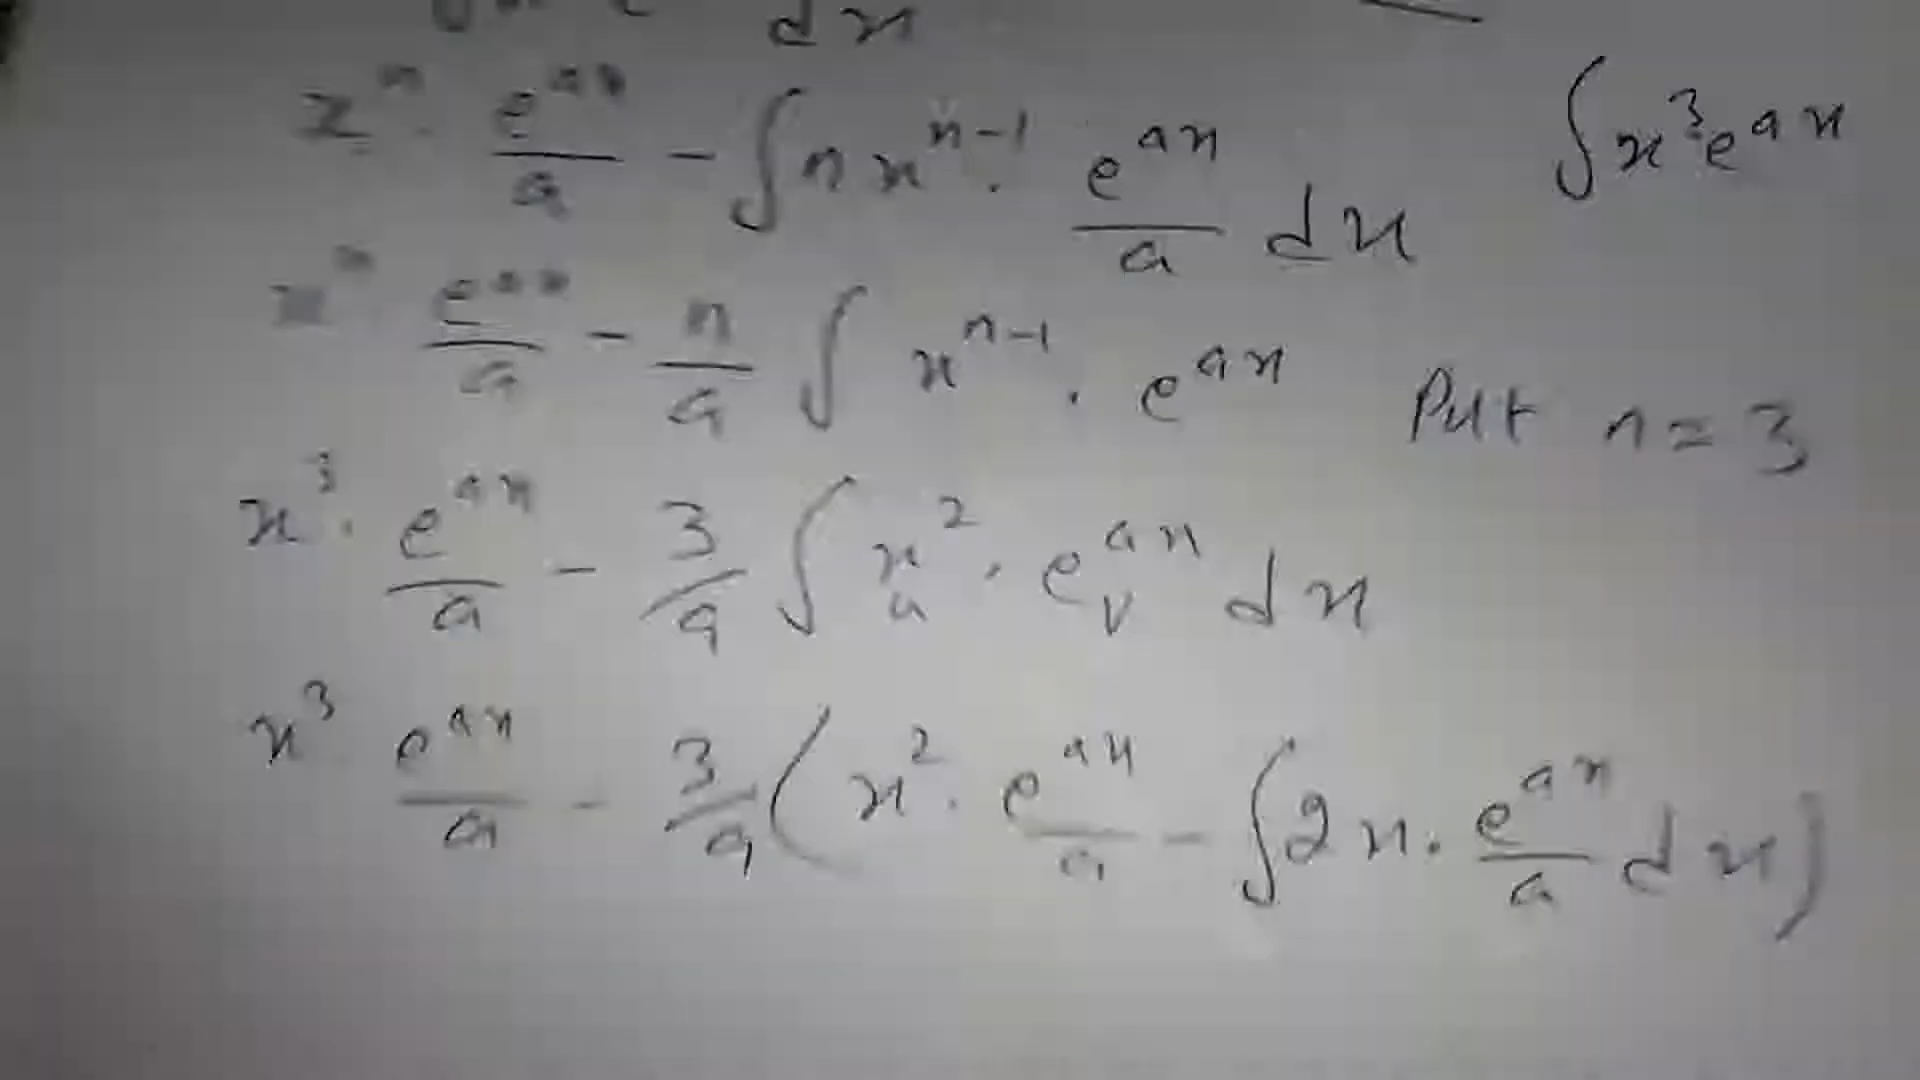 dx
x^n · e^{ax}/a - ∫ n x^{n-1} · e^{ax}/a dx
∫x^3 e^{ax}
x^n · e^{ax}/a - n/a ∫ x^{n-1} · e^{ax}
Put n = 3
x^3 · e^{ax}/a - 3/a ∫ x^2 · e^{ax} dx
u v
x^3 · e^{ax}/a - 3/a ( x^2 · e^{ax}/a - ∫ 2x · e^{ax}/a dx )